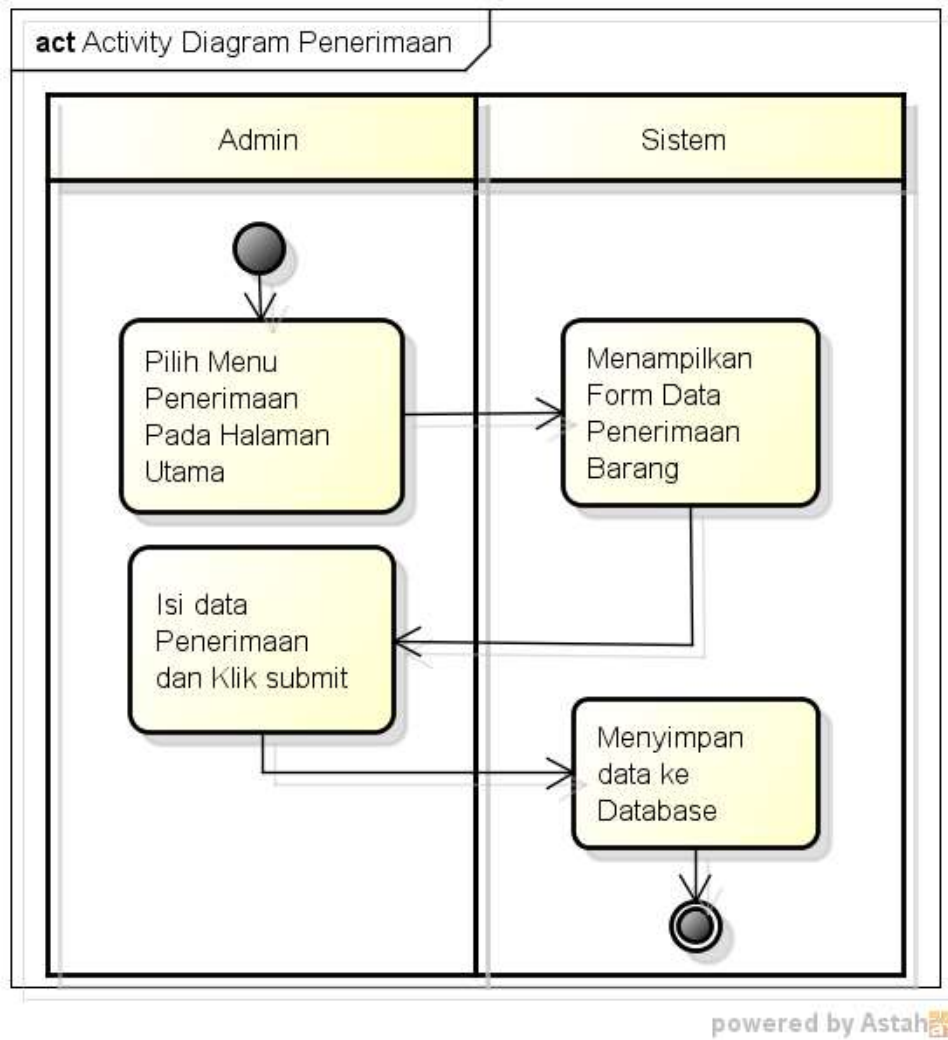 act Activity Diagram Penerimaan
Admin
Sistem
Pilih Menu
Penerimaan
Pada Halaman
Utama
Menampilkan
Form Data
Penerimaan
Barang
Isi data
Penerimaan
dan Klik submit
Menyimpan
data ke
Database
powered by Astah